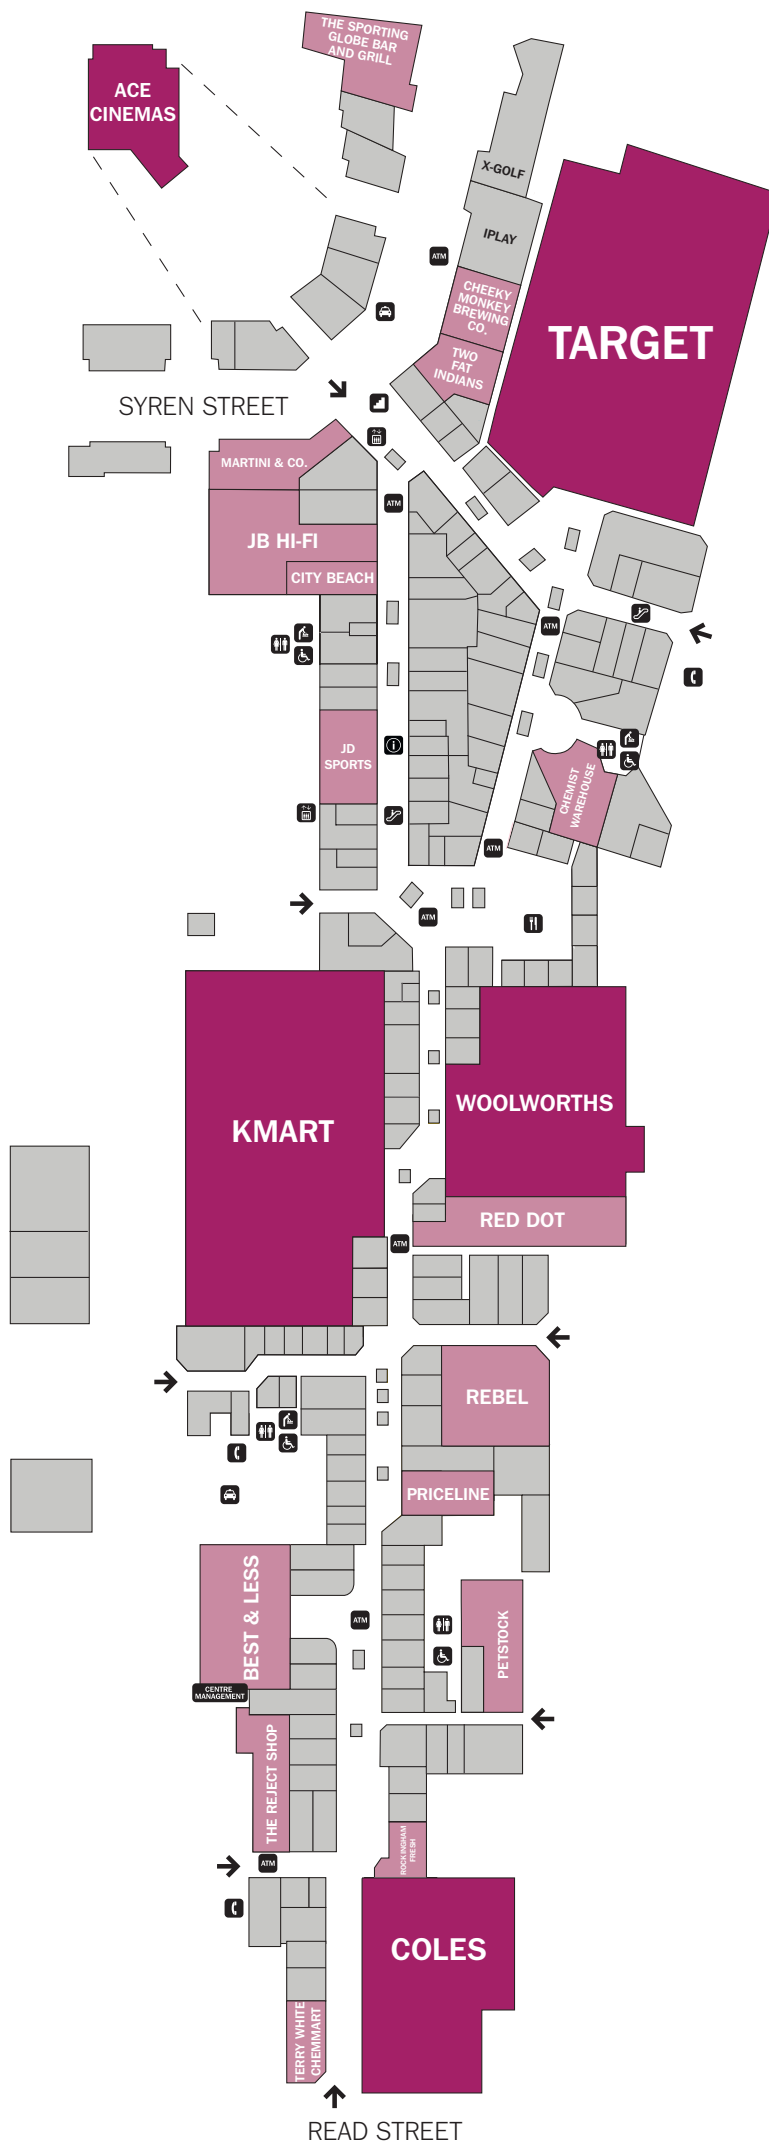 THE SPORTING
GLOBE BAR
AND GRILL
ACE
CINEMAS
X-GOLF
IPLAY
ATM
CHEEKY
MONKEY
BREWING
CO.
TARGET
TWO
FAT
INDIANS
SYREN STREET
MARTINI & CO.
ATM
JB HI-FI
CITY BEACH
ATM
JD
SPORTS
CHEMIST
WAREHOUSE
ATM
ATM
KMART
WOOLWORTHS
RED DOT
ATM
REBEL
PRICELINE
BEST & LESS
ATM
PETSTOCK
CENTRE
MANAGEMENT
THE REJECT SHOP
ROCKINGHAM
FRESH
ATM
COLES
TERRY WHITE
CHEMMART
READ STREET